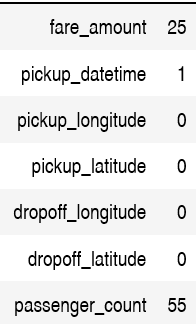 fare_amount 25
pickup_datetime 1
pickup_longitude 0
pickup_latitude 0
dropoff_longitude 0
dropoff_latitude 0
passenger_count 55